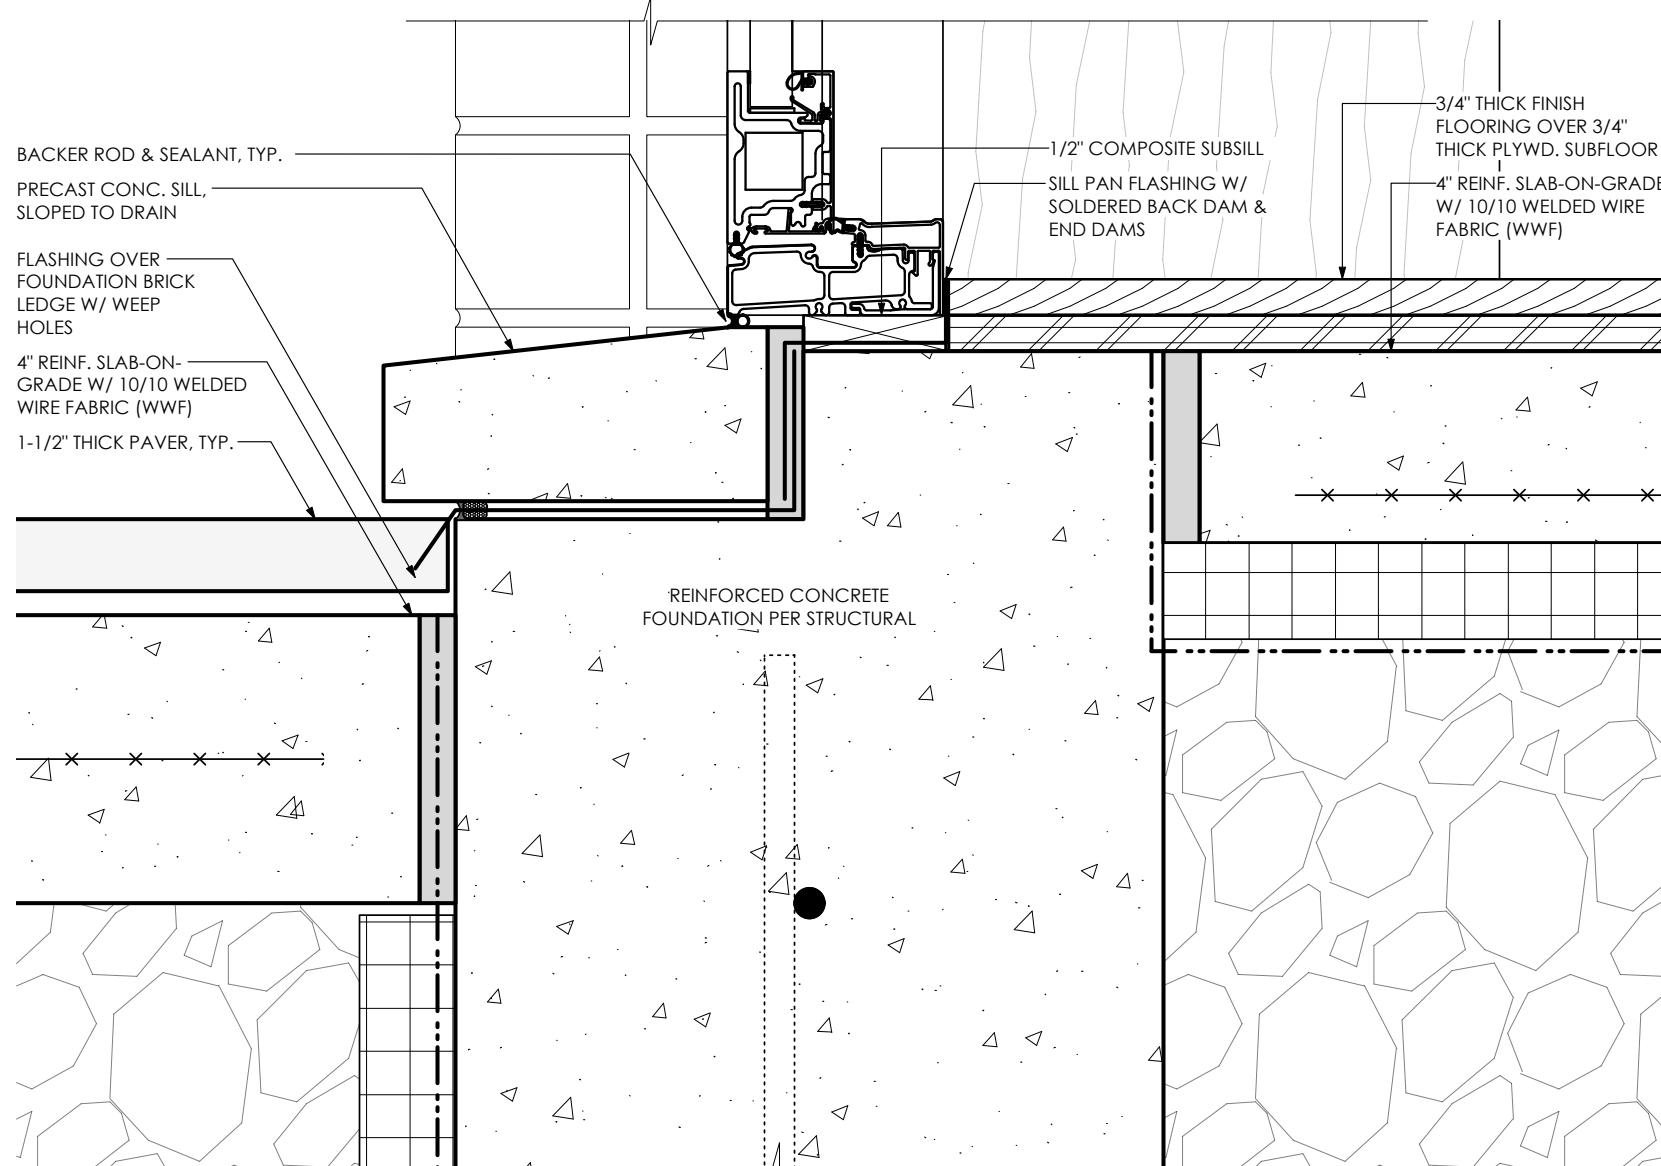 BACKER ROD & SEALANT, TYP.
PRECAST CONC. SILL,
SLOPED TO DRAIN
FLASHING OVER
FOUNDATION BRICK
LEDGE W/ WEEP
HOLES
4" REINF. SLAB-ON-
GRADE W/ 10/10 WELDED
WIRE FABRIC (WWF)
1-1/2" THICK PAVER, TYP.
1/2" COMPOSITE SUBSILL
SILL PAN FLASHING W/
SOLDERED BACK DAM &
END DAMS
3/4" THICK FINISH
FLOORING OVER 3/4"
THICK PLYWD. SUBFLOOR
4" REINF. SLAB-ON-GRADE
W/ 10/10 WELDED WIRE
FABRIC (WWF)
REINFORCED CONCRETE
FOUNDATION PER STRUCTURAL